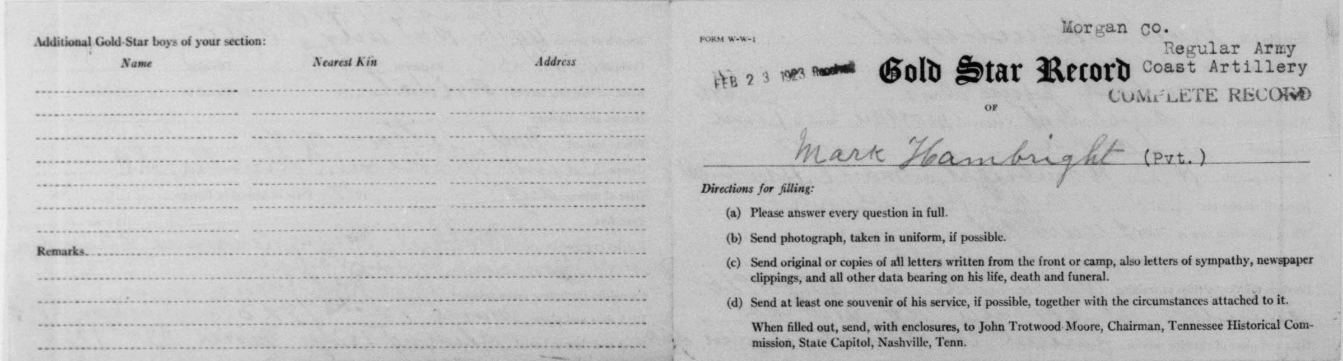 Additional Gold-Star boys of your section:
Name Nearest Kin Address
Remarks
FORM W-W-1
Morgan co.
Regular Army
Coast Artillery
FEB 23 1923 Received
Gold Star Record
COMPLETE RECORD
OF
Mark Hambright (Pvt.)
Directions for filling:
(a) Please answer every question in full.
(b) Send photograph, taken in uniform, if possible.
(c) Send original or copies of all letters written from the front or camp, also letters of sympathy, newspaper
clippings, and all other data bearing on his life, death and funeral.
(d) Send at least one souvenir of his service, if possible, together with the circumstances attached to it.
When filled out, send, with enclosures, to John Trotwood Moore, Chairman, Tennessee Historical Com-
mission, State Capitol, Nashville, Tenn.